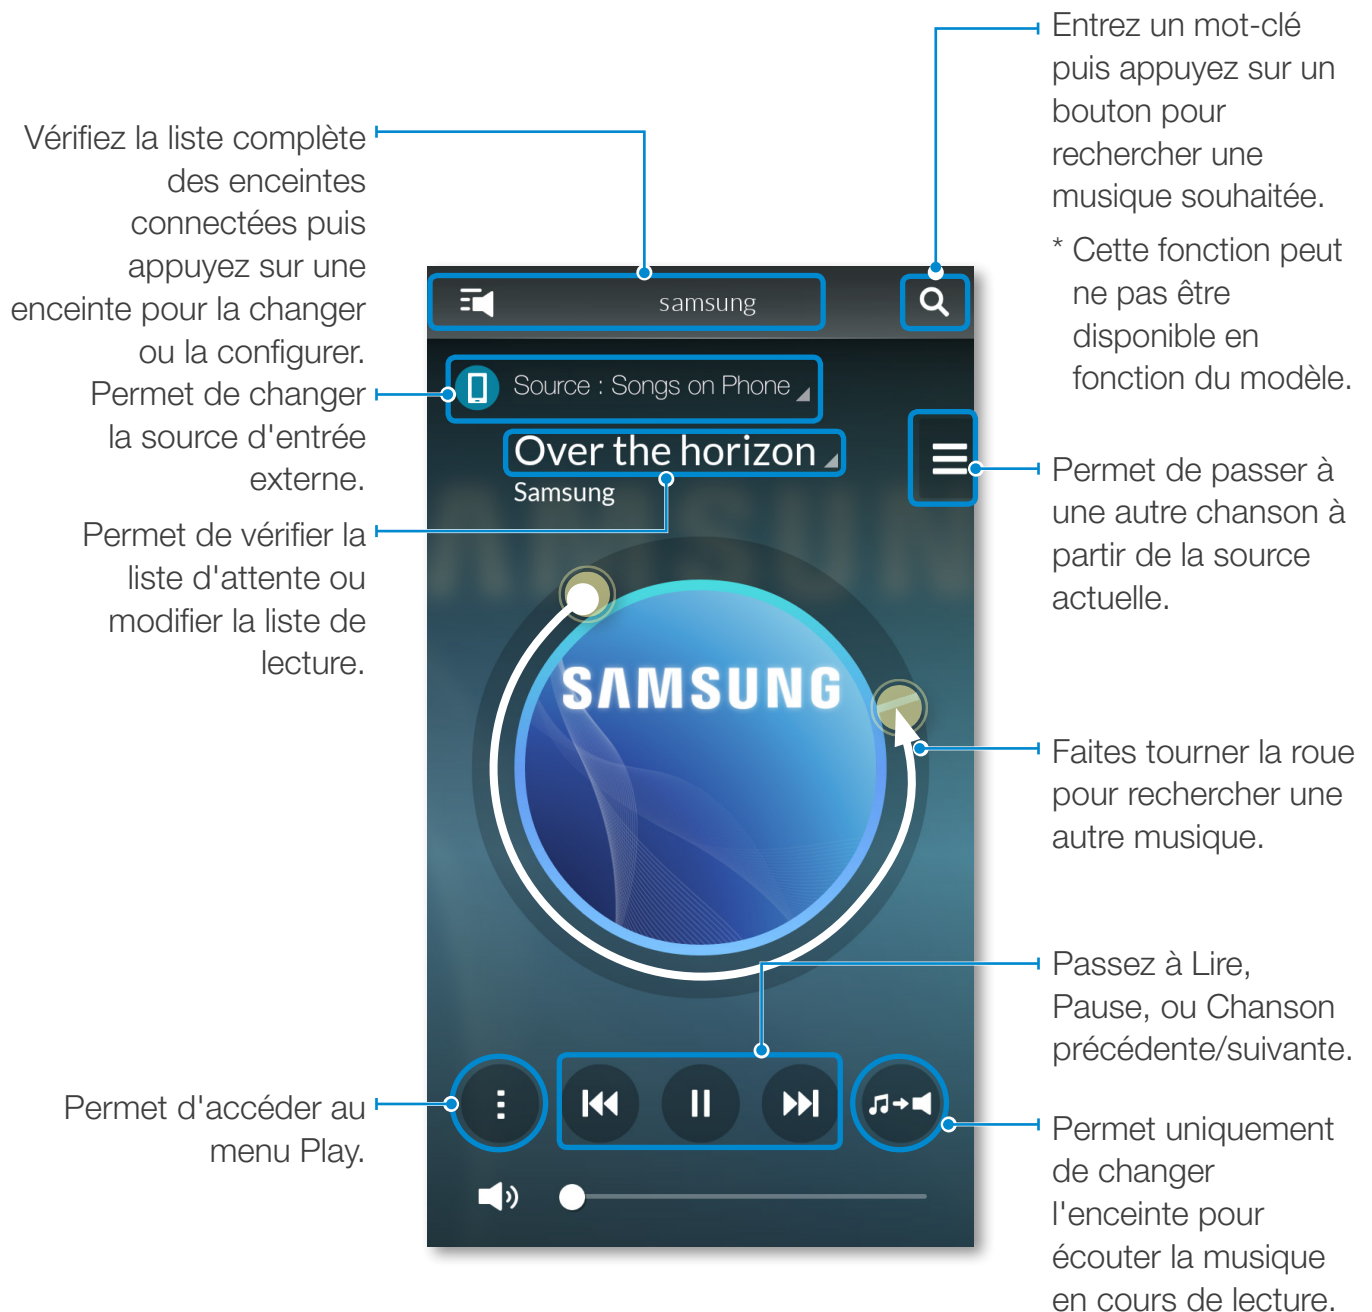 Entrez un mot-clé
puis appuyez sur un
bouton pour
rechercher une
musique souhaitée.
* Cette fonction peut
ne pas être
disponible en
fonction du modèle.
Vérifiez la liste complète
des enceintes
connectées puis
appuyez sur une
enceinte pour la changer
ou la configurer.
Permet de changer
la source d'entrée
externe.
Permet de vérifier la
liste d'attente ou
modifier la liste de
lecture.
samsung
Source : Songs on Phone
Over the horizon
Samsung
SAMSUN
SAMSUNG
Permet de passer à
une autre chanson à
partir de la source
actuelle.
Faites tourner la roue
pour rechercher une
autre musique.
Passez à Lire,
Pause, ou Chanson
précédente/suivante.
Permet d'accéder au
menu Play.
Permet uniquement
de changer
l'enceinte pour
écouter la musique
en cours de lecture.